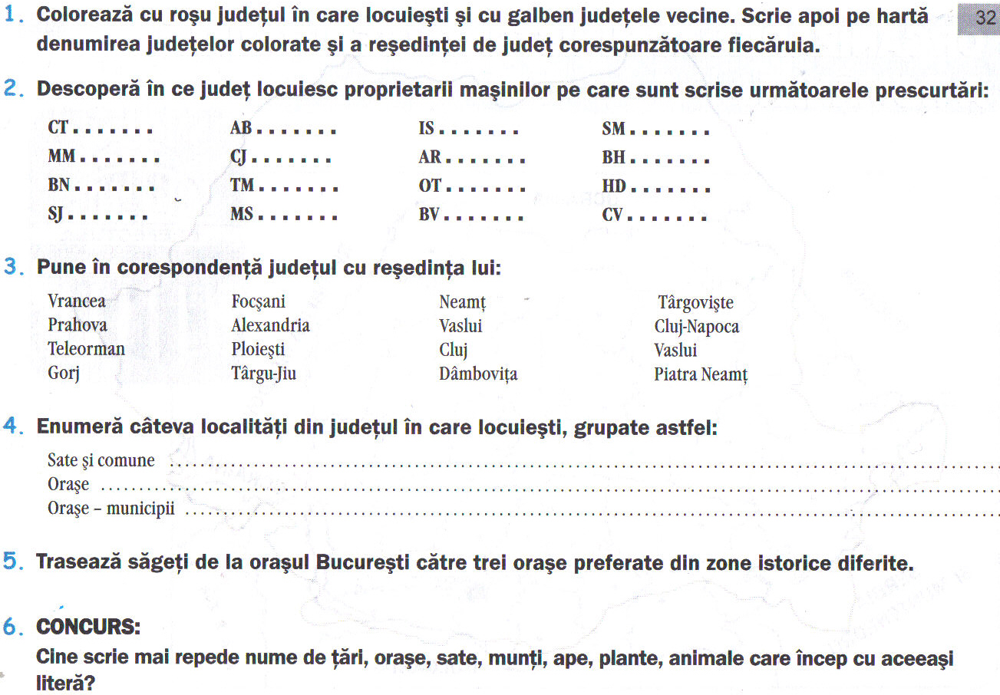 1. Colorează cu roşu judeţul în care locuieşti şi cu galben judeţele vecine. Scrie apoi pe hartă
32
denumirea judeţelor colorate şi a reşedinţei de judeţ corespunzătoare fiecăruia.
2. Descoperă în ce judeţ locuiesc proprietarii maşinilor pe care sunt scrise următoarele prescurtări:
CT . . . . . . . AB . . . . . . . IS . . . . . . . SM . . . . . . .
MM . . . . . . . CJ . . . . . . . AR . . . . . . . BH . . . . . . .
BN . . . . . . . TM . . . . . . . OT . . . . . . . HD . . . . . . .
SJ . . . . . . . MS . . . . . . . BV . . . . . . . CV . . . . . . .
3. Pune în corespondenţă judeţul cu reşedinţa lui:
Vrancea Focşani Neamţ Târgovişte
Prahova Alexandria Vaslui Cluj-Napoca
Teleorman Ploieşti Cluj Vaslui
Gorj Târgu-Jiu Dâmboviţa Piatra Neamţ
4. Enumeră câteva localităţi din judeţul în care locuieşti, grupate astfel:
Sate şi comune ........................................................................
Oraşe ........................................................................
Oraşe – municipii ........................................................................
5. Trasează săgeţi de la oraşul Bucureşti către trei oraşe preferate din zone istorice diferite.
6. CONCURS:
Cine scrie mai repede nume de ţări, oraşe, sate, munţi, ape, plante, animale care încep cu aceeaşi
literă?